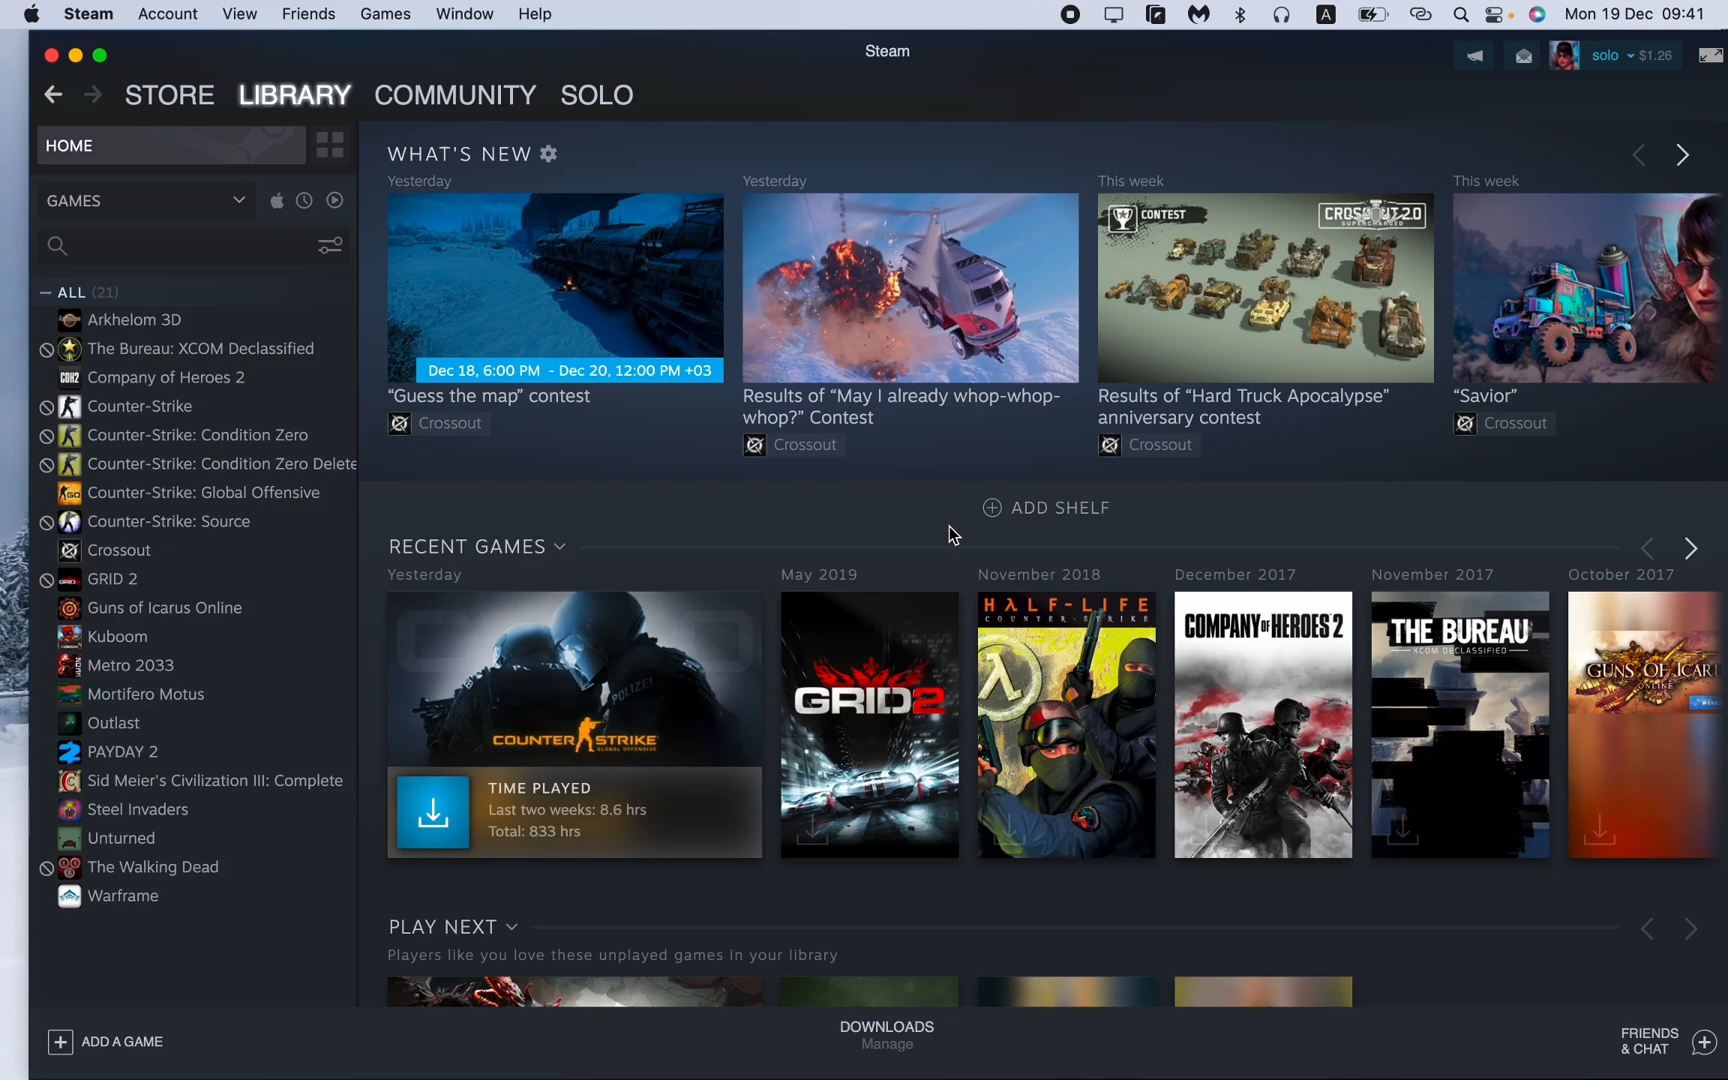 Steam Account View Friends Games Window Help A Mon 19 Dec 09:41
Steam
solo $1.26
STORE LIBRARY COMMUNITY SOLO
HOME
GAMES
ALL (21)
Arkhelom 3D
The Bureau: XCOM Declassified
COH2 Company of Heroes 2
Counter-Strike
Counter-Strike: Condition Zero
Counter-Strike: Condition Zero Delete
Counter-Strike: Global Offensive
Counter-Strike: Source
Crossout
GRID 2
Guns of Icarus Online
Kuboom
Metro 2033
Mortifero Motus
Outlast
PAYDAY 2
Sid Meier's Civilization III: Complete
Steel Invaders
Unturned
The Walking Dead
Warframe
WHAT'S NEW
Yesterday
Dec 18, 6:00 PM - Dec 20, 12:00 PM +03
“Guess the map” contest
Crossout
Yesterday
Results of “May I already whop-whop-
whop?” Contest
Crossout
This week
CONTEST
CROSSOUT 2.0
SUPERCHARGED
Results of “Hard Truck Apocalypse”
anniversary contest
Crossout
This week
“Savior”
Crossout
ADD SHELF
RECENT GAMES
Yesterday
POLIZEI
COUNTER STRIKE
GLOBAL OFFENSIVE
TIME PLAYED
Last two weeks: 8.6 hrs
Total: 833 hrs
May 2019
GRID2
November 2018
HλLF-LIFE
COUNTER-STRIKE
December 2017
COMPANY OF HEROES 2
November 2017
THE BUREAU
XCOM DECLASSIFIED
October 2017
GUNS OF ICARU
ONLINE
PLAY NEXT
Players like you love these unplayed games in your library
ADD A GAME
DOWNLOADS
Manage
FRIENDS
& CHAT